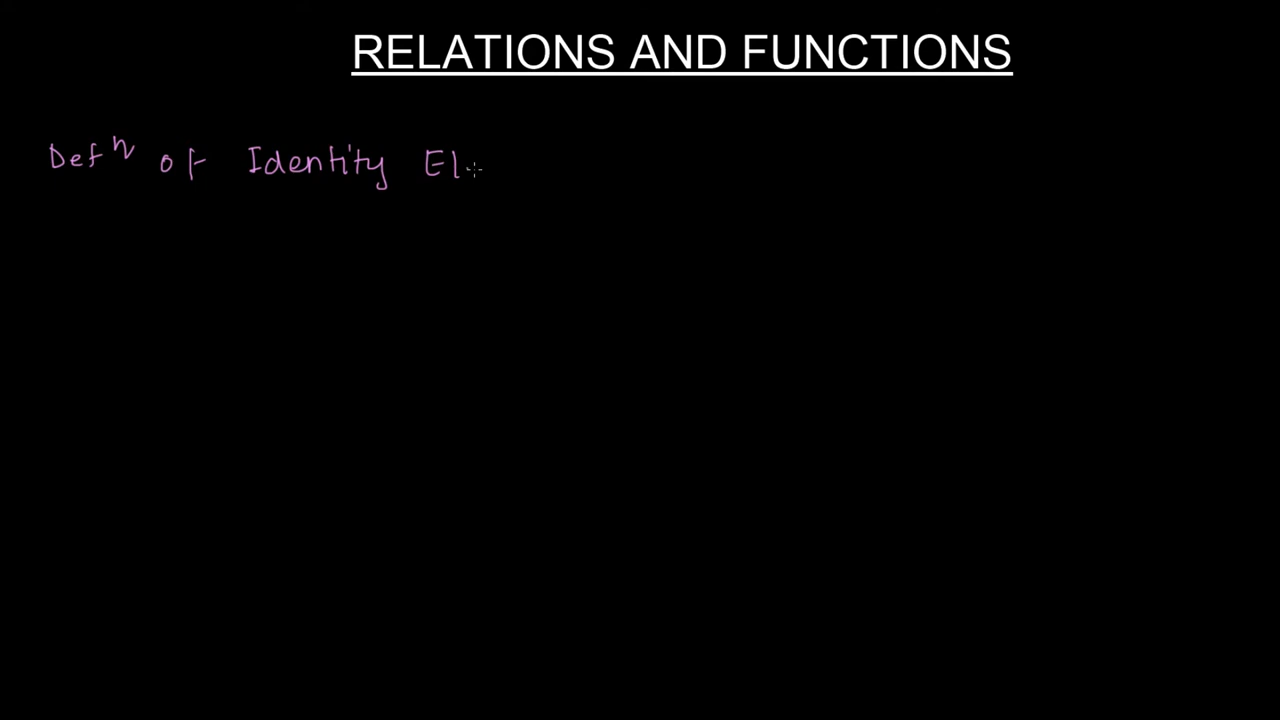 RELATIONS AND FUNCTIONS
Defⁿ of Identity El